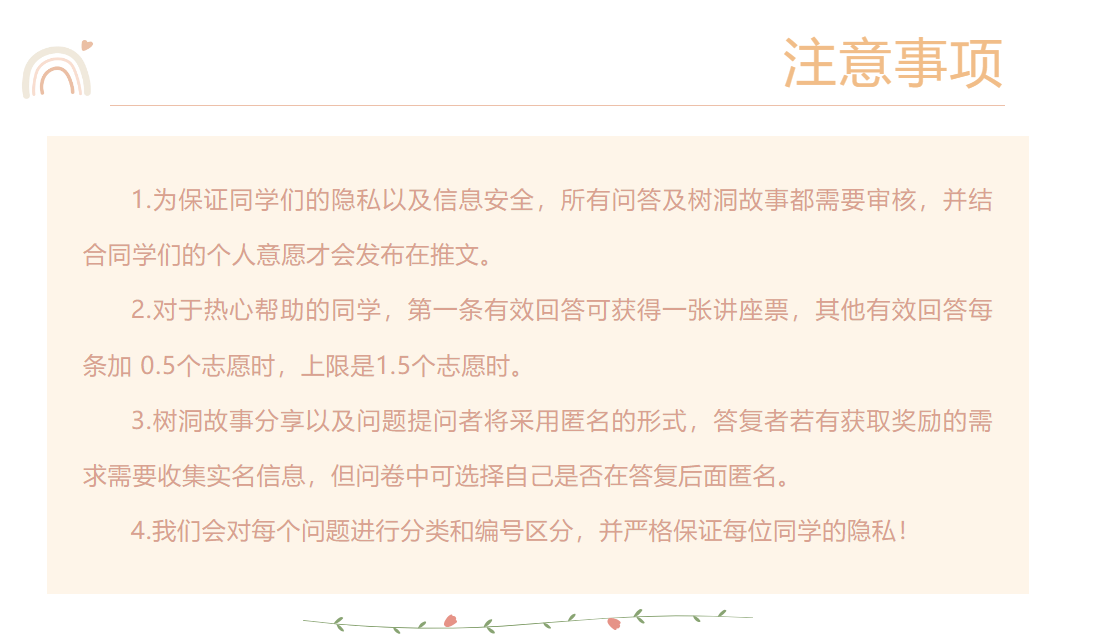 注意事项
1.为保证同学们的隐私以及信息安全，所有问答及树洞故事都需要审核，并结
合同学们的个人意愿才会发布在推文。
2.对于热心帮助的同学，第一条有效回答可获得一张讲座票，其他有效回答每
条加 0.5个志愿时，上限是1.5个志愿时。
3.树洞故事分享以及问题提问者将采用匿名的形式，答复者若有获取奖励的需
求需要收集实名信息，但问卷中可选择自己是否在答复后面匿名。
4.我们会对每个问题进行分类和编号区分，并严格保证每位同学的隐私！